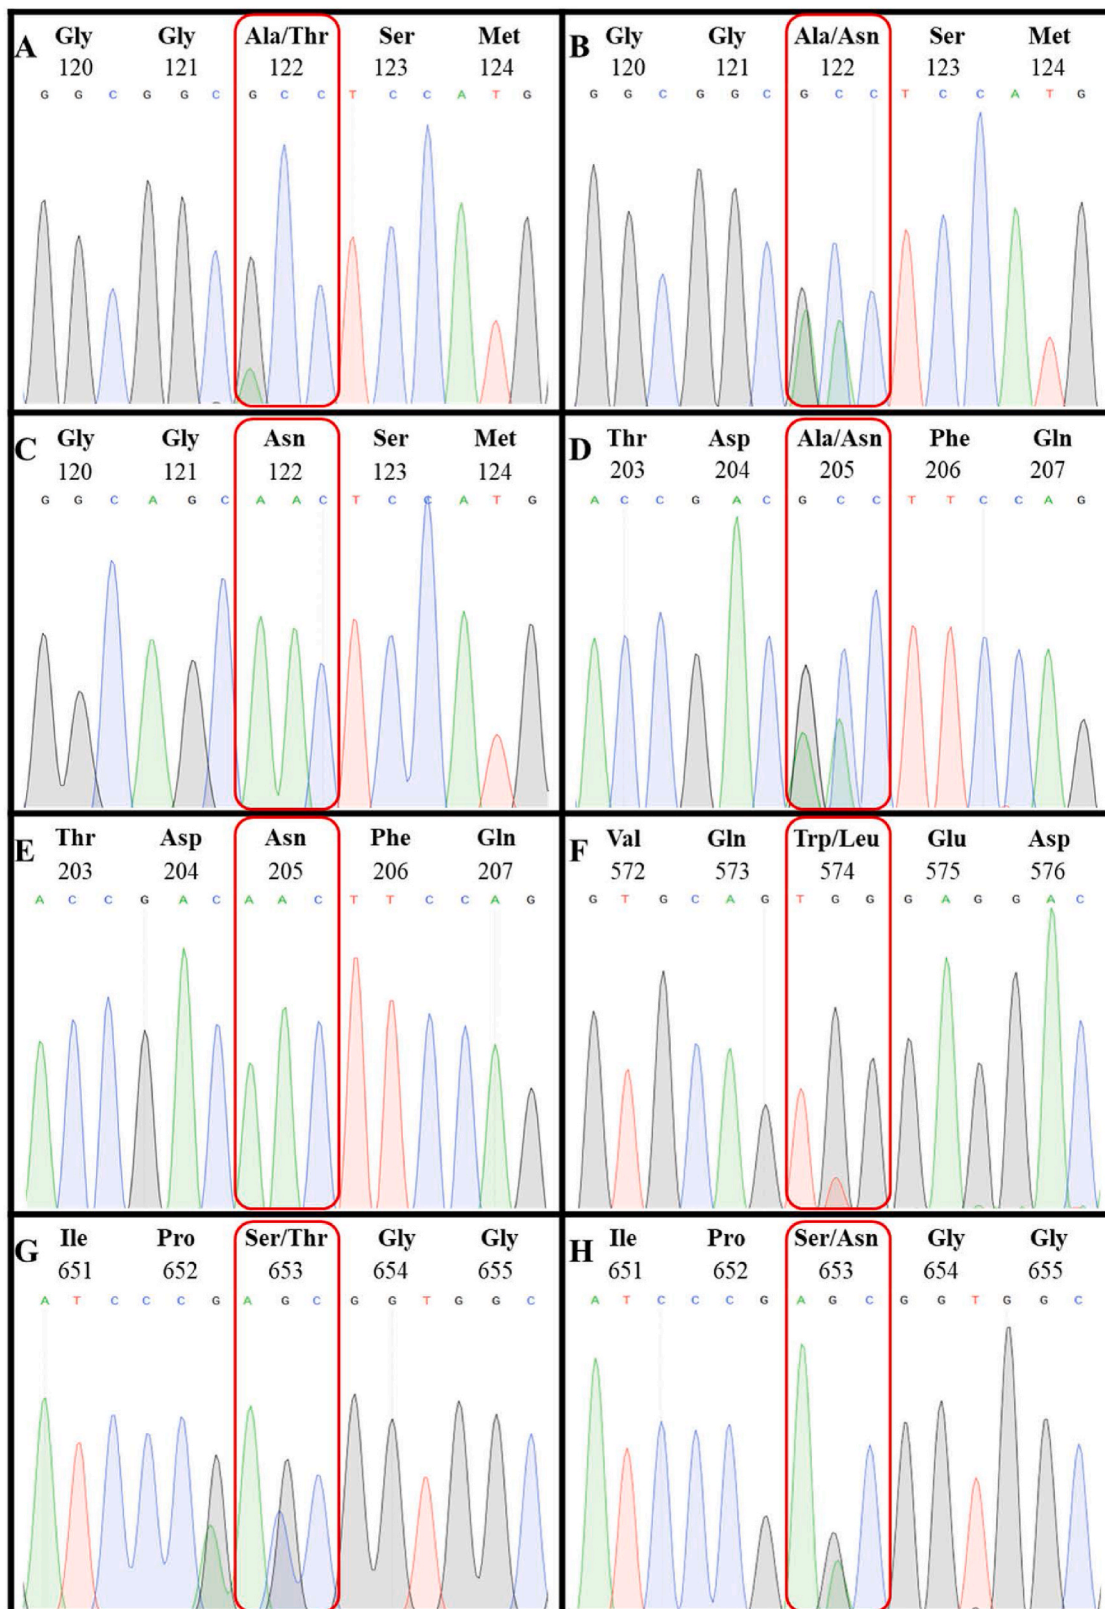 A Gly Gly Ala/Thr Ser Met
120 121 122 123 124
G G C G G C G C C T C C A T G
B Gly Gly Ala/Asn Ser Met
120 121 122 123 124
G G C G G C G C C T C C A T G
C Gly Gly Asn Ser Met
120 121 122 123 124
G G C A G C A A C T C C A T G
D Thr Asp Ala/Asn Phe Gln
203 204 205 206 207
A C C G A C G C C T T C C A G
E Thr Asp Asn Phe Gln
203 204 205 206 207
A C C G A C A A C T T C C A G
F Val Gln Trp/Leu Glu Asp
572 573 574 575 576
G T G C A G T G G G A G G A C
G Ile Pro Ser/Thr Gly Gly
651 652 653 654 655
A T C C C G A G C G G T G G C
H Ile Pro Ser/Asn Gly Gly
651 652 653 654 655
A T C C C G A G C G G T G G C